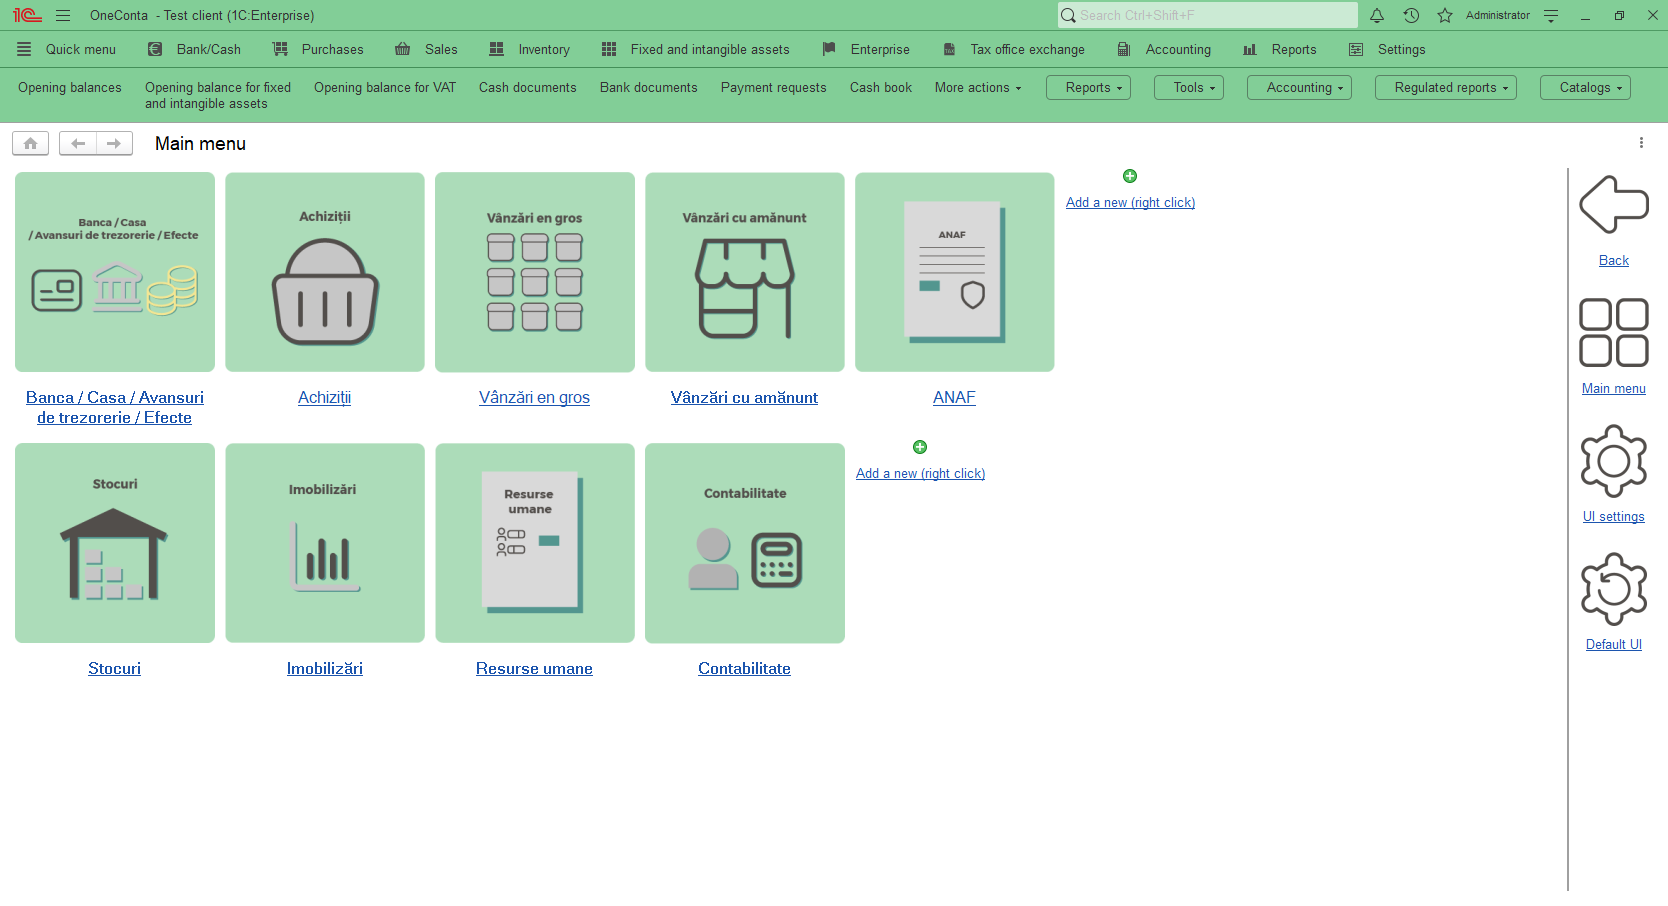 1C OneConta - Test client (1C:Enterprise) Search Ctrl+Shift+F Administrator
Quick menu Bank/Cash Purchases Sales Inventory Fixed and intangible assets Enterprise Tax office exchange Accounting Reports Settings
Opening balances Opening balance for fixed Opening balance for VAT Cash documents Bank documents Payment requests Cash book More actions Reports Tools Accounting Regulated reports Catalogs
and intangible assets
Main menu
Banca / Casa
/ Avansuri de trezorerie / Efecte
Achiziții
Vânzări en gros
Vânzări cu amănunt
ANAF
Add a new (right click)
Banca / Casa / Avansuri
de trezorerie / Efecte
Achiziții
Vânzări en gros
Vânzări cu amănunt
ANAF
Stocuri
Imobilizări
Resurse
umane
Contabilitate
Add a new (right click)
Stocuri
Imobilizări
Resurse umane
Contabilitate
Back
Main menu
UI settings
Default UI